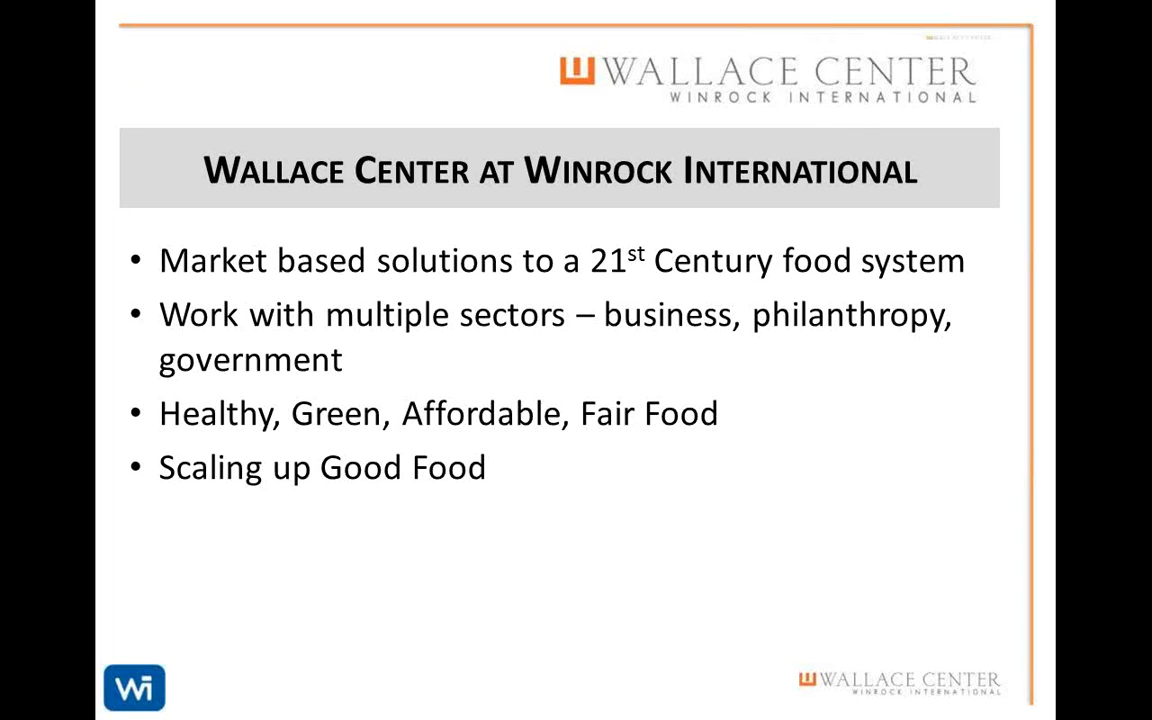 WALLACE CENTER
WINROCK INTERNATIONAL
WALLACE CENTER AT WINROCK INTERNATIONAL
• Market based solutions to a 21st Century food system
• Work with multiple sectors – business, philanthropy,
government
• Healthy, Green, Affordable, Fair Food
• Scaling up Good Food
Wi
WALLACE CENTER
WINROCK INTERNATIONAL